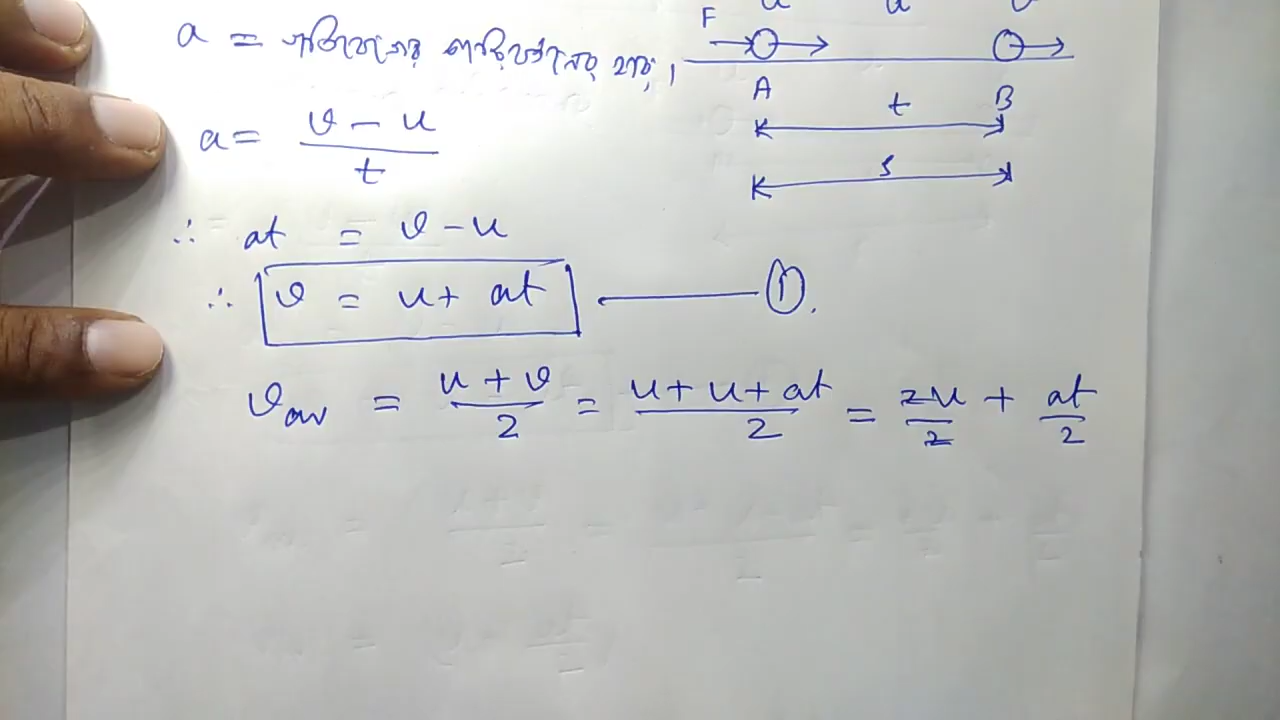 a = গতিবেগের পরিবর্তনের হার।
F
A t B
s
a = (v - u)/t
∴ at = v - u
∴ v = u + at ——— ①.
v_av = (u + v)/2 = (u + u + at)/2 = 2u/2 + at/2